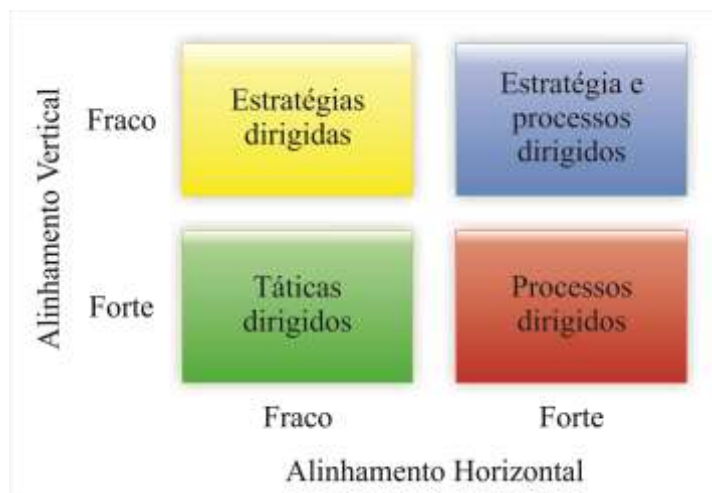 Alinhamento Vertical
Fraco
Estratégias
dirigidas
Estratégia e
processos
dirigidos
Forte
Táticas
dirigidos
Processos
dirigidos
Fraco
Forte
Alinhamento Horizontal